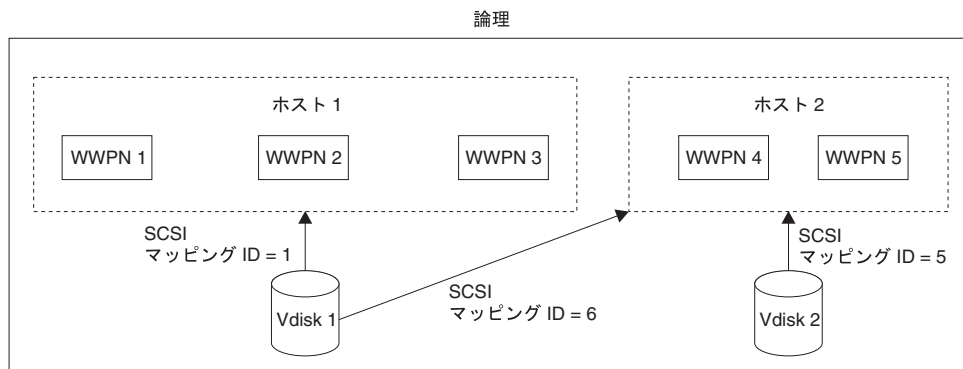 論理
ホスト 1
ホスト 2
WWPN 1
WWPN 2
WWPN 3
WWPN 4
WWPN 5
SCSI
マッピング ID = 1
SCSI
マッピング ID = 6
SCSI
マッピング ID = 5
Vdisk 1
Vdisk 2